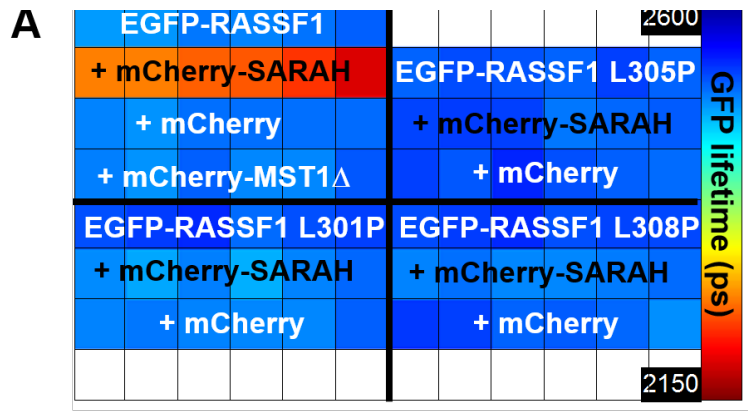 A
EGFP-RASSF1
+ mCherry-SARAH
+ mCherry
+ mCherry-MST1Δ
EGFP-RASSF1 L305P
+ mCherry-SARAH
+ mCherry
EGFP-RASSF1 L301P
+ mCherry-SARAH
+ mCherry
EGFP-RASSF1 L308P
+ mCherry-SARAH
+ mCherry
2600
GFP lifetime (ps)
2150